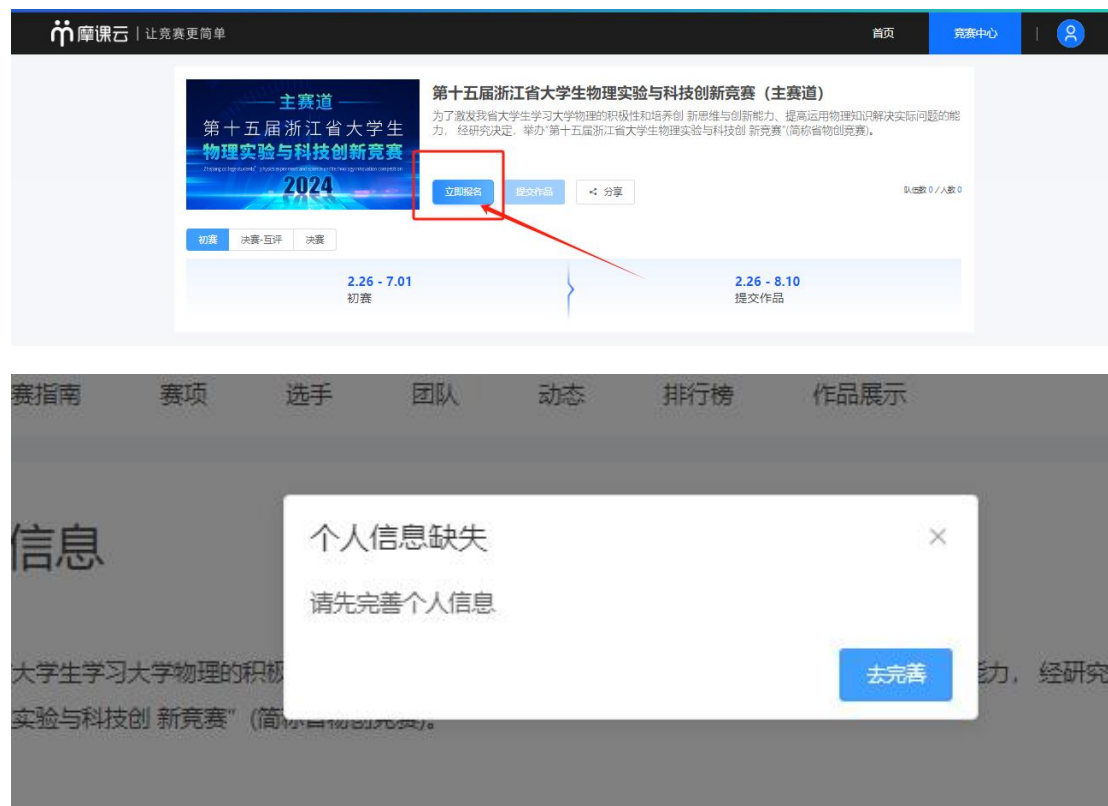 摩课云 | 让竞赛更简单
首页
竞赛中心
主赛道
第十五届浙江省大学生
物理实验与科技创新竞赛
2024
第十五届浙江省大学生物理实验与科技创新竞赛（主赛道）
为了激发我省大学生学习大学物理的积极性和培养创 新思维与创新能力、提高运用物理知识解决实际问题的能
力， 经研究决定，举办“第十五届浙江省大学生物理实验与科技创 新竞赛”(简称省物创竞赛)。
立即报名
提交作品
分享
队伍数 0 / 人数 0
初赛
决赛-互评
决赛
2.26 - 7.01
初赛
2.26 - 8.10
提交作品
赛指南
赛项
选手
团队
动态
排行榜
作品展示
信息
个人信息缺失
请先完善个人信息
去完善
大学生学习大学物理的积极
能力， 经研究
实验与科技创 新竞赛” (简称省物创竞赛)。